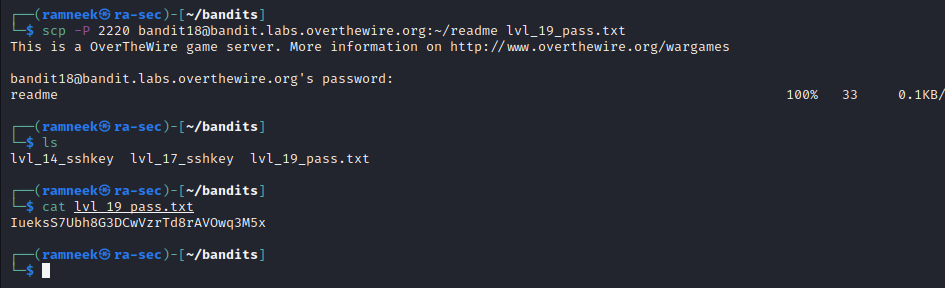 ┌──(ramneek㉿ra-sec)-[~/bandits]
└─$ scp -P 2220 bandit18@bandit.labs.overthewire.org:~/readme lvl_19_pass.txt
This is a OverTheWire game server. More information on http://www.overthewire.org/wargames
bandit18@bandit.labs.overthewire.org's password:
readme 100% 33 0.1KB/
┌──(ramneek㉿ra-sec)-[~/bandits]
└─$ ls
lvl_14_sshkey lvl_17_sshkey lvl_19_pass.txt
┌──(ramneek㉿ra-sec)-[~/bandits]
└─$ cat lvl_19_pass.txt
IueksS7Ubh8G3DCwVzrTd8rAVOwq3M5x
┌──(ramneek㉿ra-sec)-[~/bandits]
└─$